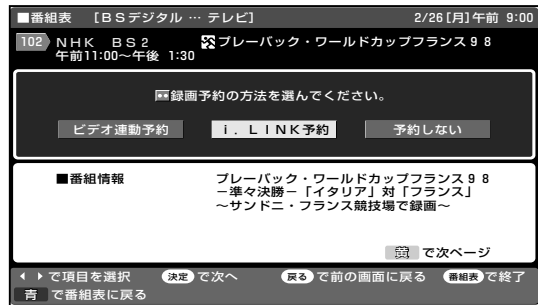 ■番組表 [BSデジタル … テレビ] 2/26[月]午前 9:00
102 NHK BS2 プレーバック・ワールドカップフランス98
午前11:00~午後 1:30
録画予約の方法を選んでください。
ビデオ連動予約 i.LINK予約 予約しない
■番組情報 プレーバック・ワールドカップフランス98
-準々決勝-「イタリア」対「フランス」
~サンドニ・フランス競技場で録画~
黄 で次ページ
で項目を選択 決定 で次へ 戻る で前の画面に戻る 番組表 で終了
青 で番組表に戻る